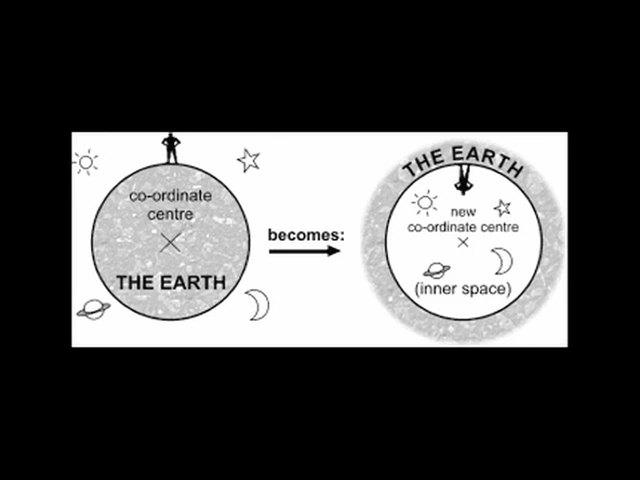 co-ordinate
centre
THE EARTH
becomes:
THE EARTH
new
co-ordinate centre
(inner space)